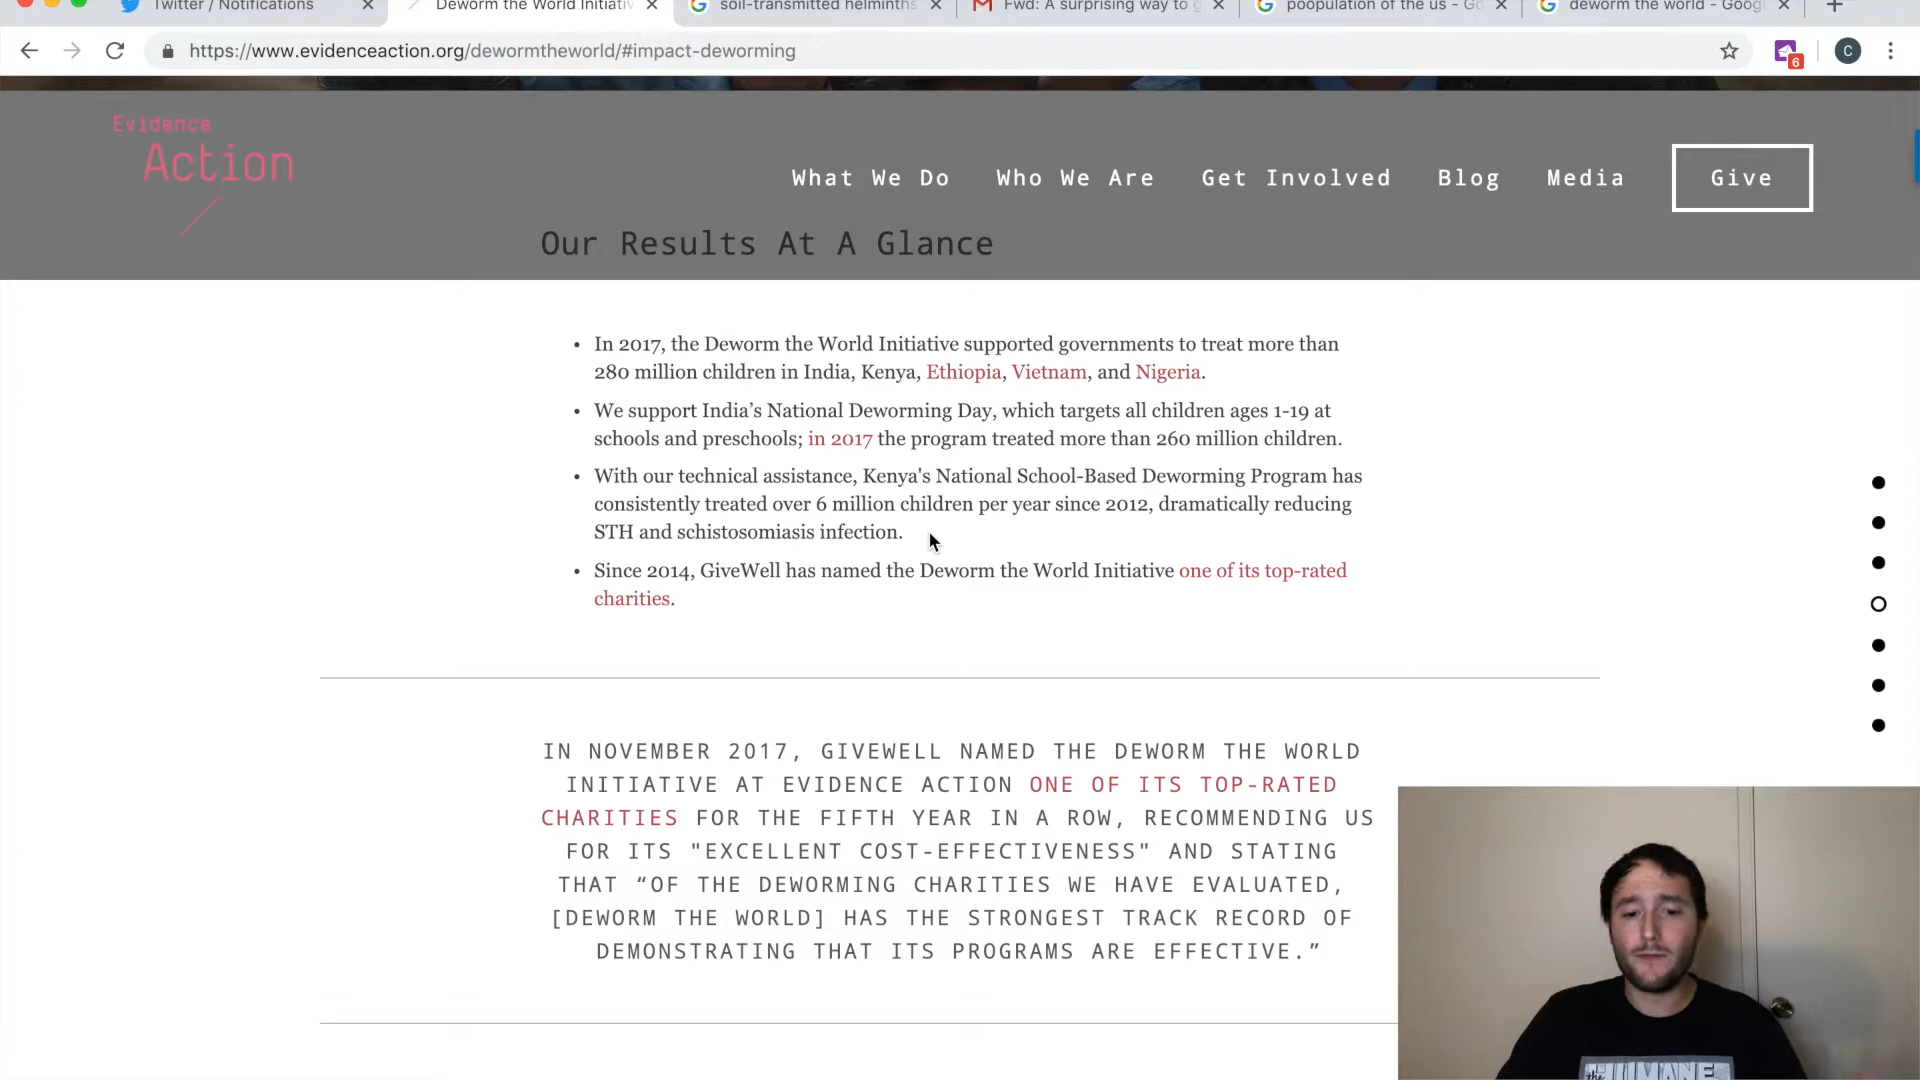 Twitter / Notifications
Deworm the World Initiativ
soil-transmitted helminths
Fwd: A surprising way to g
poopulation of the us - Go
deworm the world - Googl
https://www.evidenceaction.org/dewormtheworld/#impact-deworming
6
C
Evidence
Action
What We Do
Who We Are
Get Involved
Blog
Media
Give
Our Results At A Glance
• In 2017, the Deworm the World Initiative supported governments to treat more than
280 million children in India, Kenya, Ethiopia, Vietnam, and Nigeria.
• We support India’s National Deworming Day, which targets all children ages 1-19 at
schools and preschools; in 2017 the program treated more than 260 million children.
• With our technical assistance, Kenya's National School-Based Deworming Program has
consistently treated over 6 million children per year since 2012, dramatically reducing
STH and schistosomiasis infection.
• Since 2014, GiveWell has named the Deworm the World Initiative one of its top-rated
charities.
IN NOVEMBER 2017, GIVEWELL NAMED THE DEWORM THE WORLD
INITIATIVE AT EVIDENCE ACTION ONE OF ITS TOP-RATED
CHARITIES FOR THE FIFTH YEAR IN A ROW, RECOMMENDING US
FOR ITS "EXCELLENT COST-EFFECTIVENESS" AND STATING
THAT “OF THE DEWORMING CHARITIES WE HAVE EVALUATED,
[DEWORM THE WORLD] HAS THE STRONGEST TRACK RECORD OF
DEMONSTRATING THAT ITS PROGRAMS ARE EFFECTIVE.”
the HUMANE